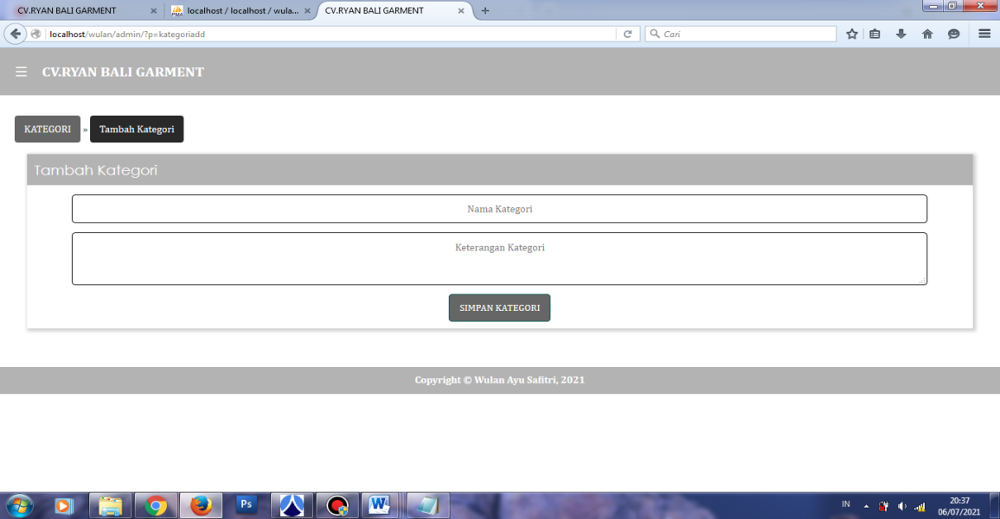 CV.RYAN BALI GARMENT
localhost / localhost / wula...
CV.RYAN BALI GARMENT
localhost/wulan/admin/?p=kategoriadd
Cari
CV.RYAN BALI GARMENT
KATEGORI » Tambah Kategori
Tambah Kategori
Nama Kategori
Keterangan Kategori
SIMPAN KATEGORI
Copyright © Wulan Ayu Safitri, 2021
Ps
W
IN
20:37
06/07/2021